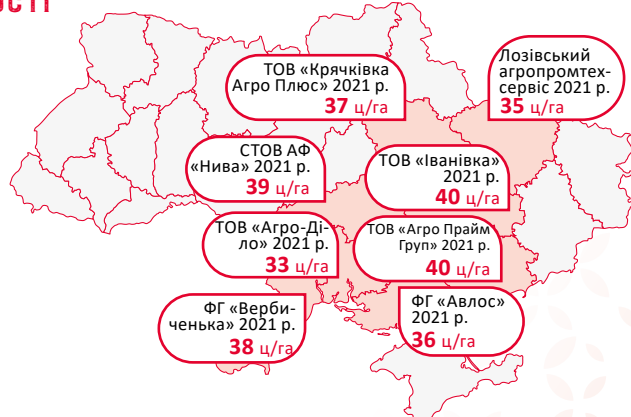 ТОВ «Крячківка
Агро Плюс» 2021 р.
37 ц/га
Лозівський
агропромтех-
сервіс 2021 р.
35 ц/га
СТОВ АФ
«Нива» 2021 р.
39 ц/га
ТОВ «Іванівка»
2021 р.
40 ц/га
ТОВ «Агро-Ді-
ло» 2021 р.
33 ц/га
ТОВ «Агро Прайм
Груп» 2021 р.
40 ц/га
ФГ «Верби-
ченька» 2021 р.
38 ц/га
ФГ «Авлос»
2021 р.
36 ц/га